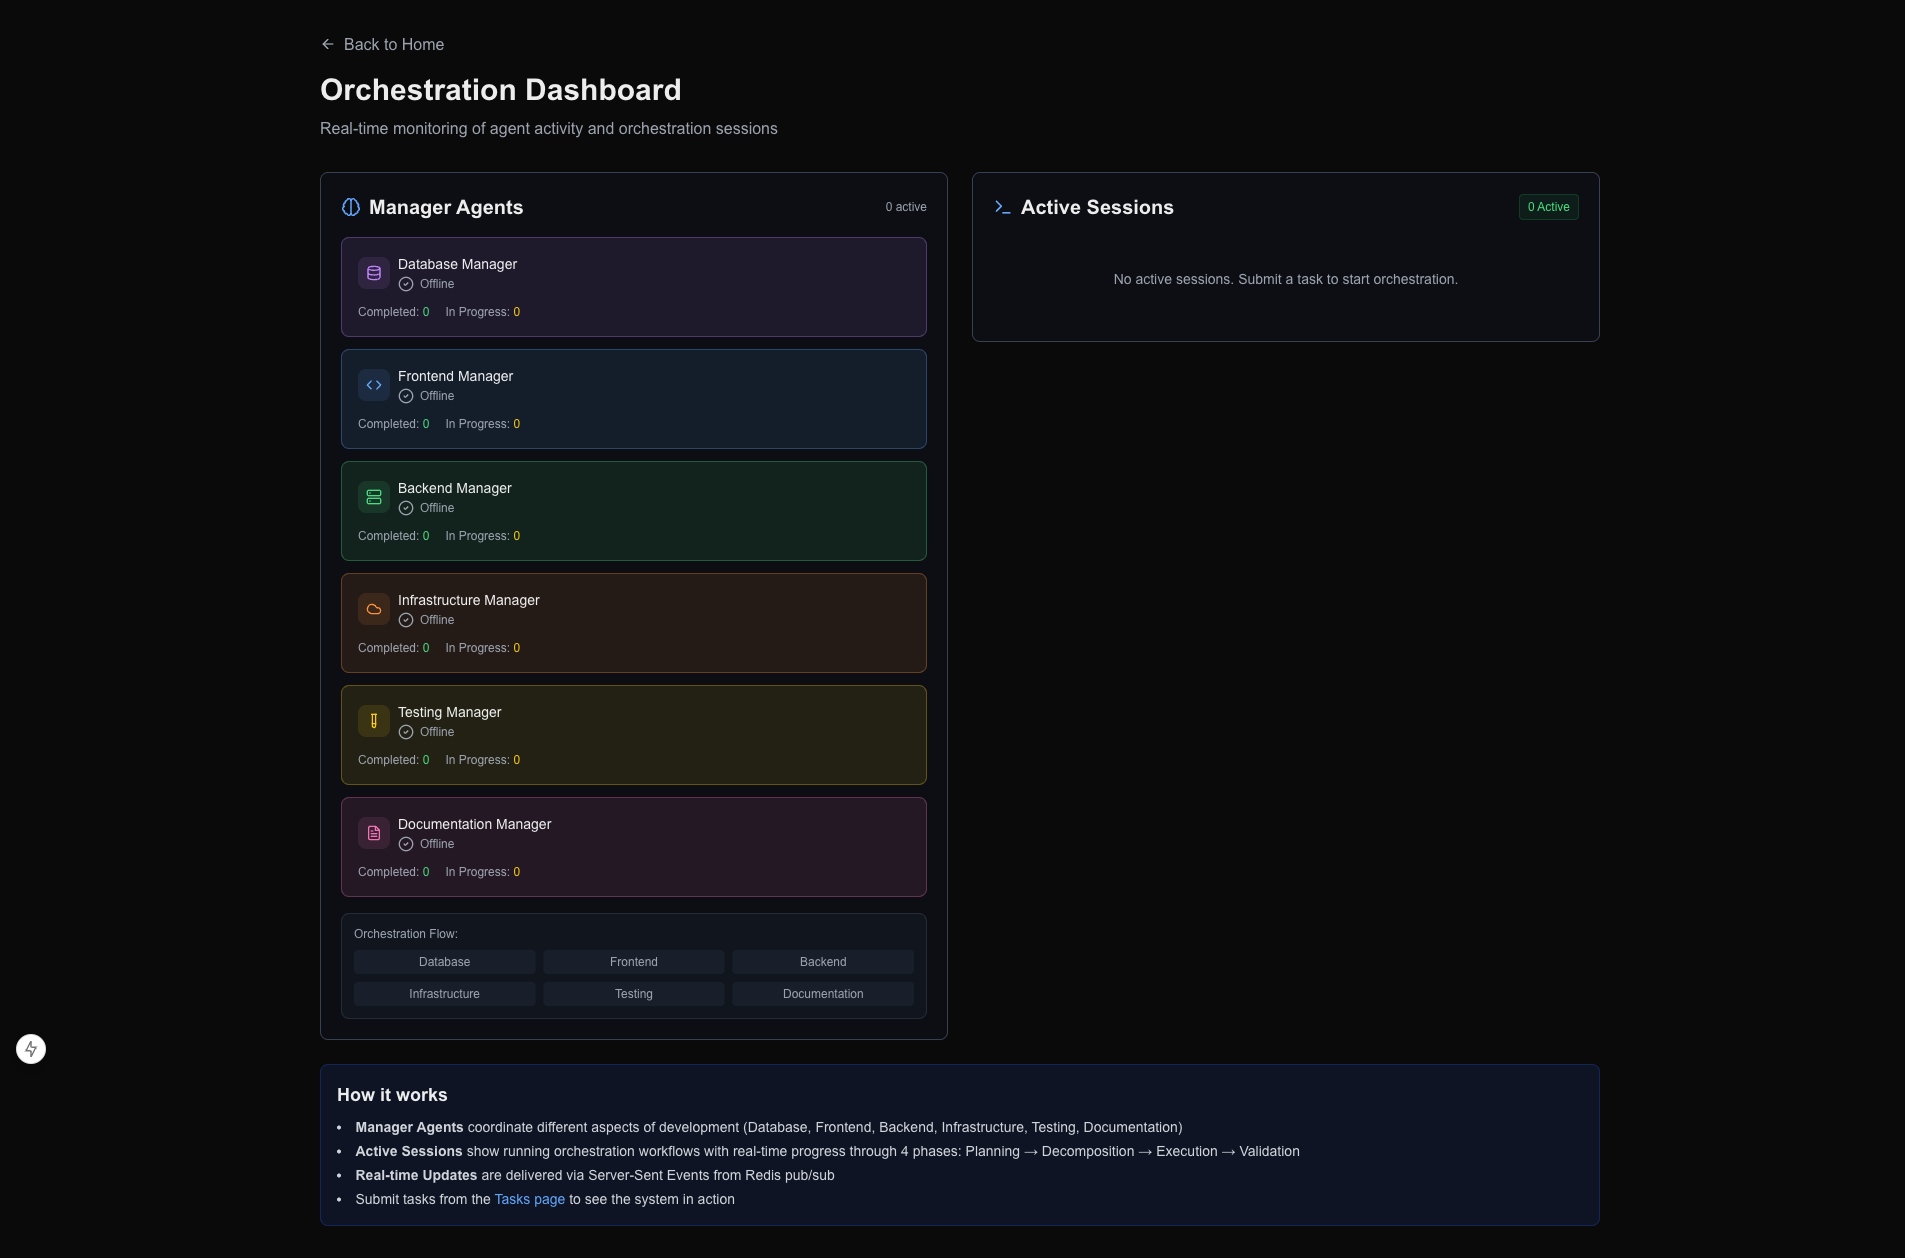 Back to Home
Orchestration Dashboard
Real-time monitoring of agent activity and orchestration sessions
Manager Agents
0 active
Database Manager
Offline
Completed: 0 In Progress: 0
Frontend Manager
Offline
Completed: 0 In Progress: 0
Backend Manager
Offline
Completed: 0 In Progress: 0
Infrastructure Manager
Offline
Completed: 0 In Progress: 0
Testing Manager
Offline
Completed: 0 In Progress: 0
Documentation Manager
Offline
Completed: 0 In Progress: 0
Orchestration Flow:
Database Frontend Backend
Infrastructure Testing Documentation
Active Sessions
0 Active
No active sessions. Submit a task to start orchestration.
How it works
• Manager Agents coordinate different aspects of development (Database, Frontend, Backend, Infrastructure, Testing, Documentation)
• Active Sessions show running orchestration workflows with real-time progress through 4 phases: Planning → Decomposition → Execution → Validation
• Real-time Updates are delivered via Server-Sent Events from Redis pub/sub
• Submit tasks from the Tasks page to see the system in action